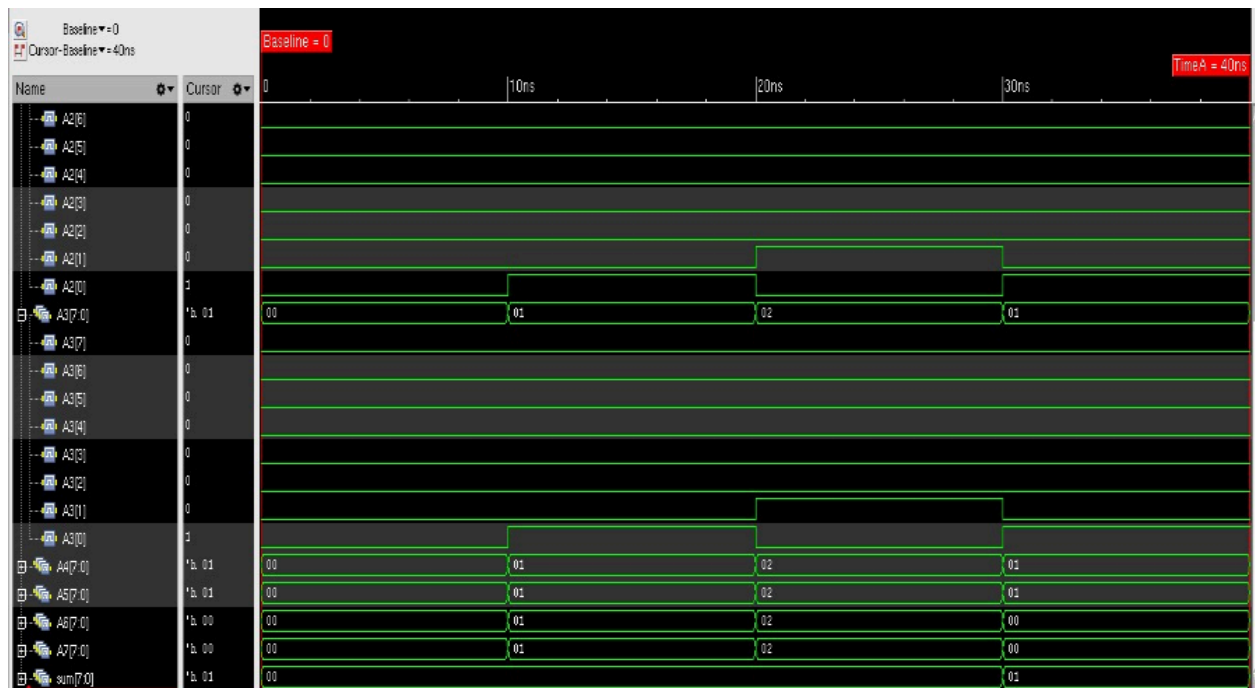 Baseline▾=0
Cursor-Baseline▾=40ns
Baseline = 0
TimeA = 40ns
Name Cursor 0 10ns 20ns 30ns
A2[6] 0
A2[5] 0
A2[4] 0
A2[3] 0
A2[2] 0
A2[1] 0
A2[0] 1
A3[7:0] 'b. 01 00 01 02 01
A3[7] 0
A3[6] 0
A3[5] 0
A3[4] 0
A3[3] 0
A3[2] 0
A3[1] 0
A3[0] 1
A4[7:0] 'b. 01 00 01 02 01
A5[7:0] 'b. 01 00 01 02 01
A6[7:0] 'b. 00 00 01 02 00
A7[7:0] 'b. 00 00 01 02 00
sum[7:0] 'b. 01 00 01